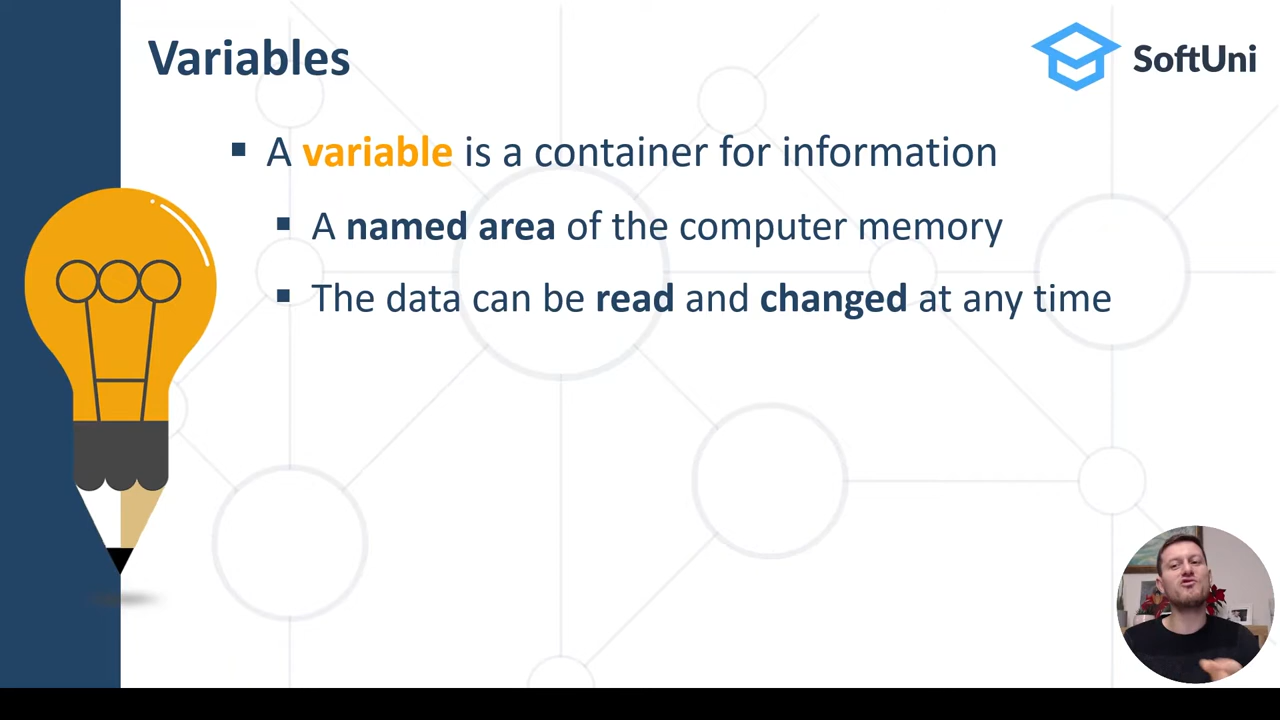 Variables
SoftUni
A variable is a container for information
A named area of the computer memory
The data can be read and changed at any time